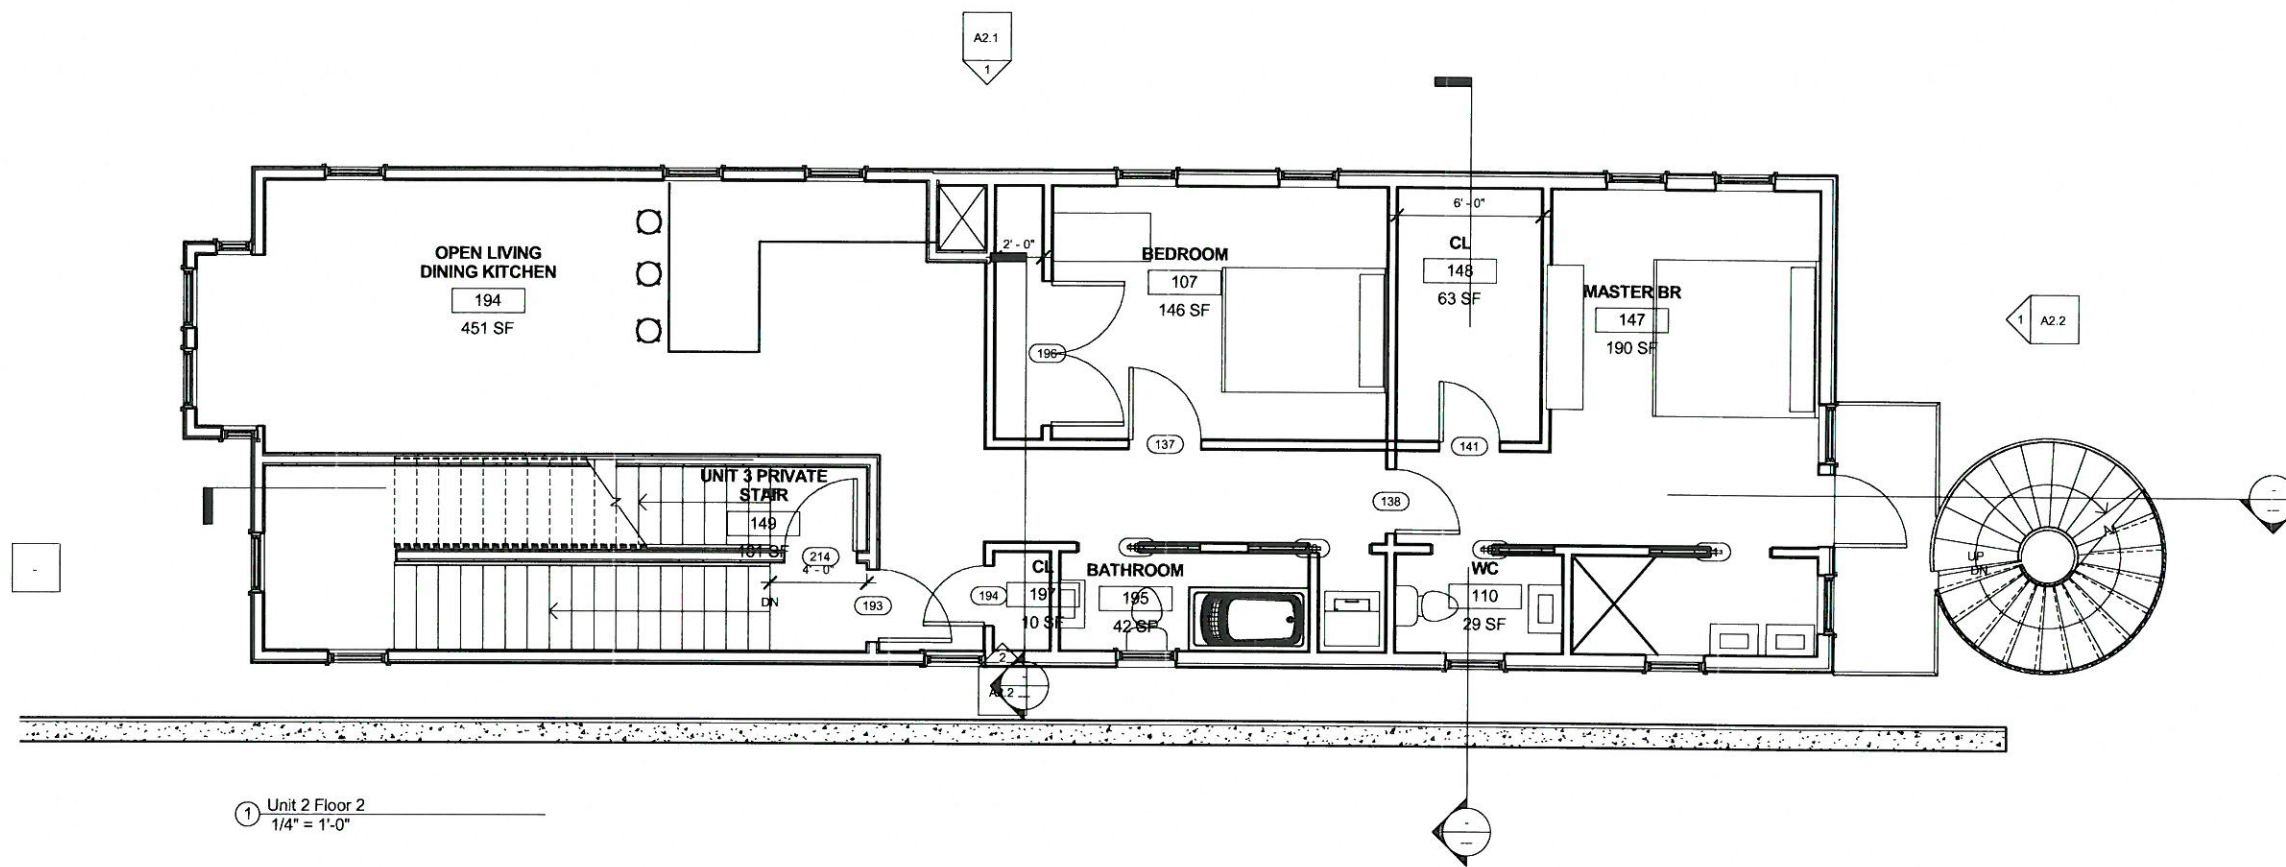 A2.1
1
6' - 0"
2' - 0"
OPEN LIVING
DINING KITCHEN
194
451 SF
BEDROOM
107
146 SF
CL
148
63 SF
MASTER BR
147
190 SF
1
A2.2
196
137
141
138
UNIT 3 PRIVATE
STAIR
149
181 SF
214
4' - 0"
DN
193
194
CL
197
10 SF
BATHROOM
195
42 SF
WC
110
29 SF
UP
DN
2
A2.2
1
Unit 2 Floor 2
1/4" = 1'-0"